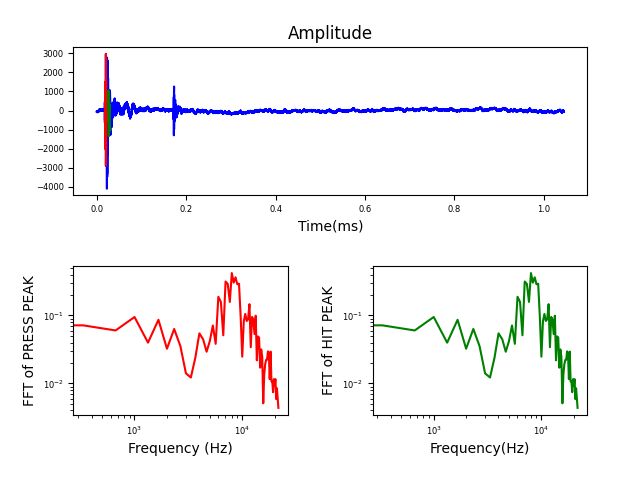 Amplitude
3000
2000
1000
0
−1000
−2000
−3000
−4000
0.0 0.2 0.4 0.6 0.8 1.0
Time(ms)
FFT of PRESS PEAK
10⁻¹
10⁻²
10³ 10⁴
Frequency (Hz)
FFT of HIT PEAK
10⁻¹
10⁻²
10³ 10⁴
Frequency(Hz)